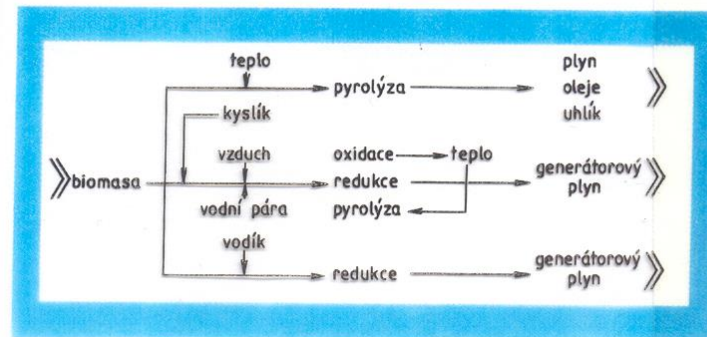 teplo
pyrolýza
plyn
oleje
uhlík
kyslík
vzduch
oxidace teplo
biomasa
redukce
generátorový
plyn
vodní pára
pyrolýza
vodík
redukce
generátorový
plyn